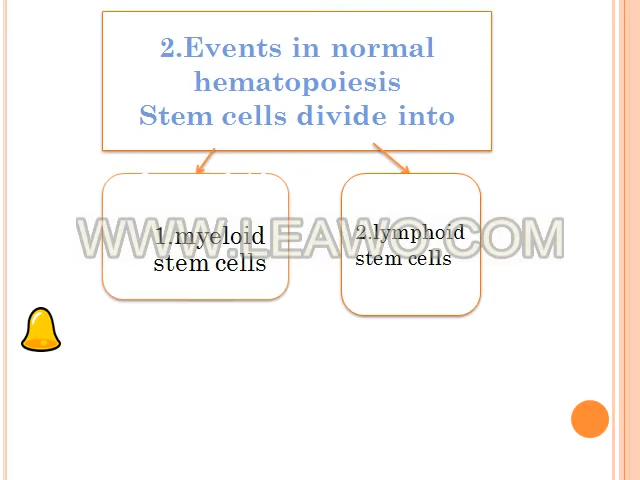 2.Events in normal
hematopoiesis
Stem cells divide into
1.myeloid
stem cells
2.lymphoid
stem cells
WWW.LEAWO.COM